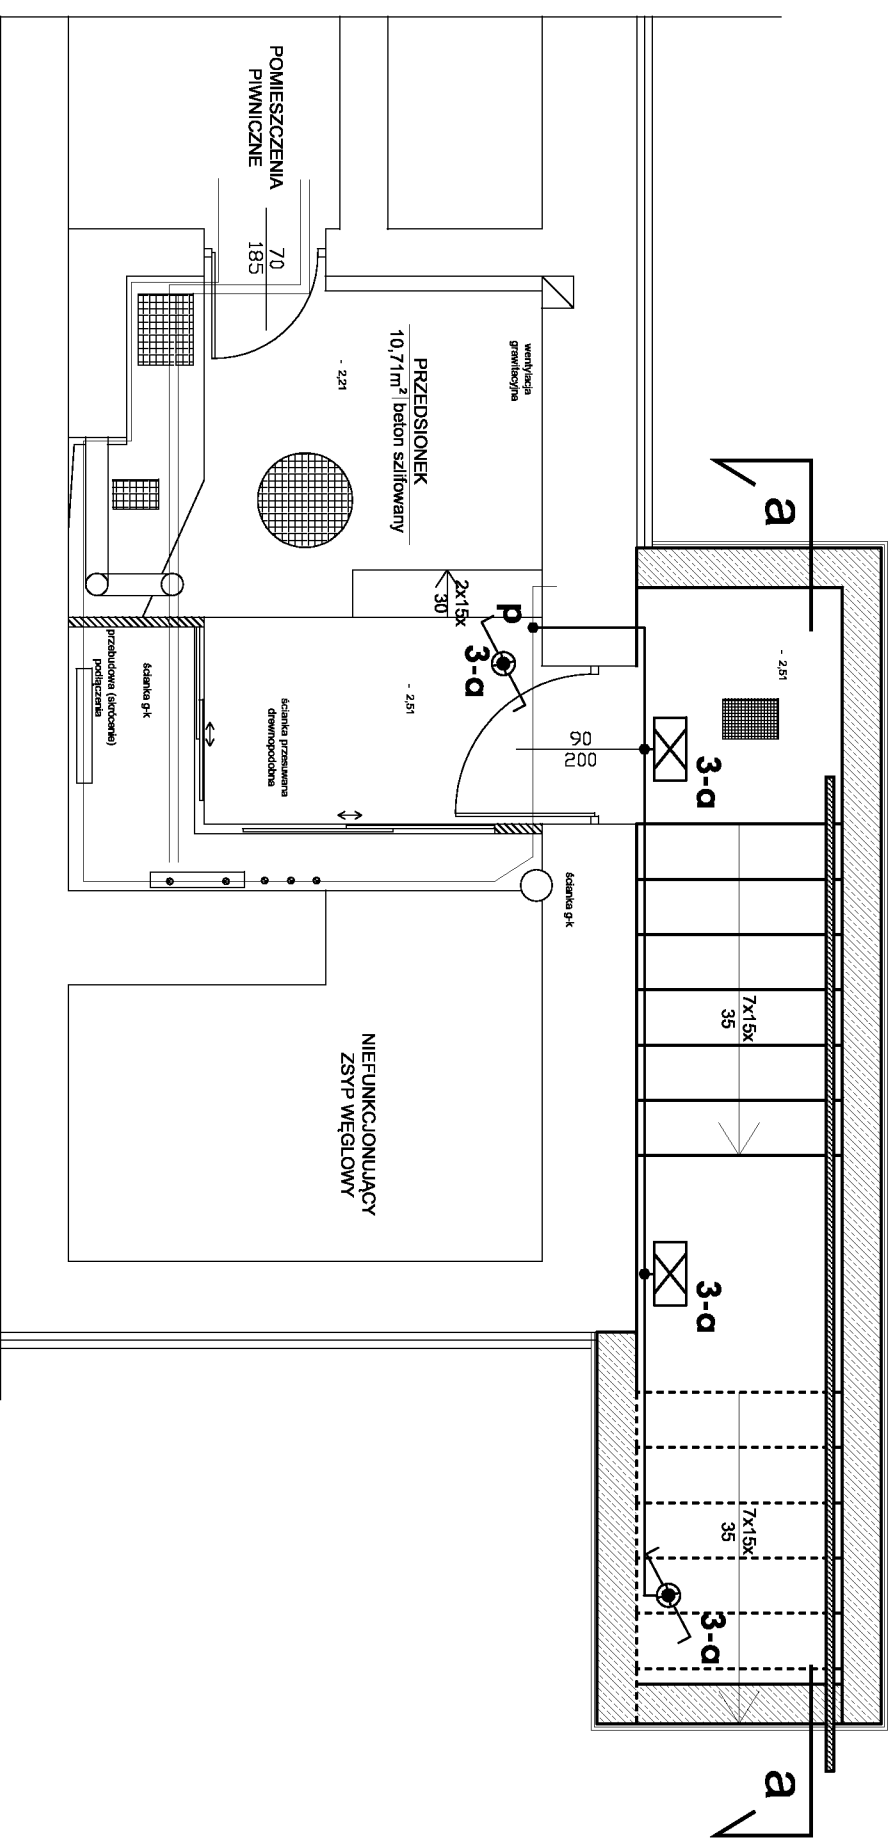 POMIESZCZENIA
PIWNICZNE
70
185
wentylacja
grawitacyjna
PRZEDSIONEK
10,71m² beton szlifowany
- 2,21
2x15x
30
p
3-a
- 2,51
90
200
ścianka g-k
przebudowa (skrócenie)
podłączenia
ścianka przesuwana
drewnopodobna
ścianka g-k
NIEFUNKCJONUJĄCY
ZSYP WĘGLOWY
a
- 2,51
3-a
7x15x
35
3-a
7x15x
35
3-a
a